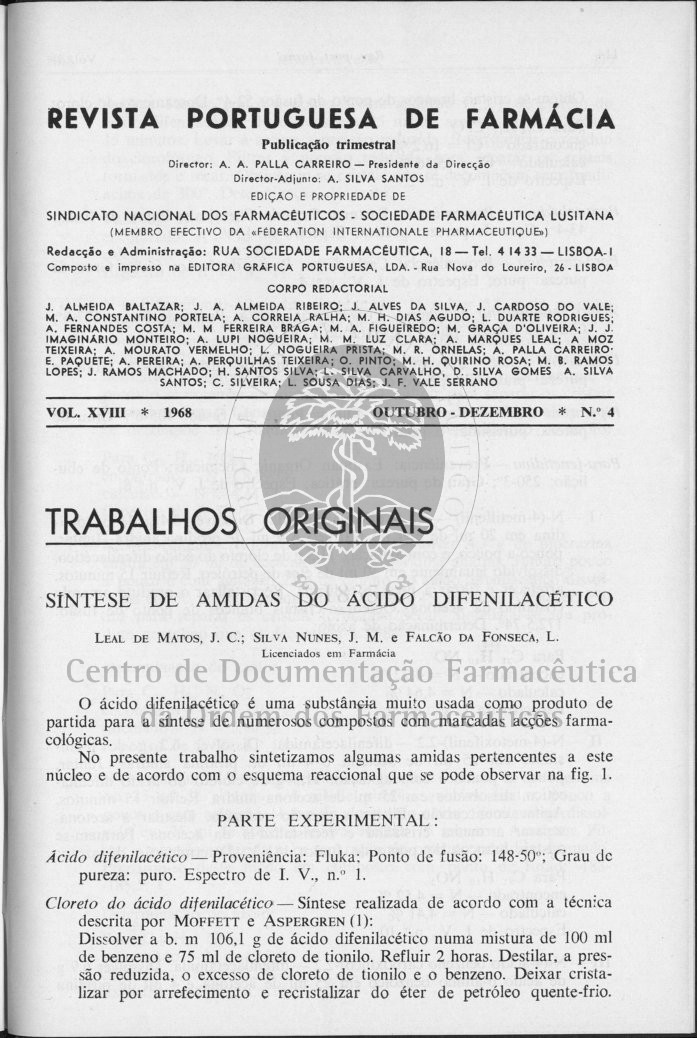 REVISTA PORTUGUESA DE FARMÁCIA
Publicação trimestral
Director: A. A. PALLA CARREIRO — Presidente da Direcção
Director-Adjunto: A. SILVA SANTOS
EDIÇÃO E PROPRIEDADE DE
SINDICATO NACIONAL DOS FARMACÊUTICOS - SOCIEDADE FARMACÊUTICA LUSITANA
(MEMBRO EFECTIVO DA «FÉDERATION INTERNATIONALE PHARMACEUTIQUE»)
Redacção e Administração: RUA SOCIEDADE FARMACÊUTICA, 18 — Tel. 4 14 33 — LISBOA-1
Composto e impresso na EDITORA GRÁFICA PORTUGUESA, LDA. - Rua Nova do Loureiro, 26 - LISBOA
CORPO REDACTORIAL
J. ALMEIDA BALTAZAR; J. A. ALMEIDA RIBEIRO; J. ALVES DA SILVA, J. CARDOSO DO VALE;
M. A. CONSTANTINO PORTELA; A. CORREIA RALHA; M. H. DIAS AGUDO; L. DUARTE RODRIGUES;
A. FERNANDES COSTA; M. M FERREIRA BRAGA; M. A. FIGUEIREDO; M. GRAÇA D'OLIVEIRA; J. J.
IMAGINÁRIO MONTEIRO; A. LUPI NOGUEIRA; M. M. LUZ CLARA; A. MARQUES LEAL; A MOZ
TEIXEIRA; A. MOURATO VERMELHO; L. NOGUEIRA PRISTA; M. R. ORNELAS; A. PALLA CARREIRO·
E. PAQUETE; A. PEREIRA; A. PERQUILHAS TEIXEIRA; O. PINTO; M. H. QUIRINO ROSA; M. B. RAMOS
LOPES; J. RAMOS MACHADO; H. SANTOS SILVA; L. SILVA CARVALHO, D. SILVA GOMES A. SILVA
SANTOS; C. SILVEIRA; L. SOUSA DIAS; J. F. VALE SERRANO
VOL. XVIII * 1968 OUTUBRO - DEZEMBRO * N.º 4
TRABALHOS ORIGINAIS
1835
SÍNTESE DE AMIDAS DO ÁCIDO DIFENILACÉTICO
LEAL DE MATOS, J. C.; SILVA NUNES, J. M. e FALCÃO DA FONSECA, L.
Licenciados em Farmácia
Centro de Documentação Farmacêutica
da Ordem dos Farmacêuticos
O ácido difenilacético é uma substância muito usada como produto de
partida para a síntese de numerosos compostos com marcadas acções farma-
cológicas.
No presente trabalho sintetizamos algumas amidas pertencentes a este
núcleo e de acordo com o esquema reaccional que se pode observar na fig. 1.
PARTE EXPERIMENTAL:
Ácido difenilacético — Proveniência: Fluka; Ponto de fusão: 148-50º; Grau de
pureza: puro. Espectro de I. V., n.º 1.
Cloreto do ácido difenilacético — Síntese realizada de acordo com a técnica
descrita por MOFFETT e ASPERGREN (1):
Dissolver a b. m 106,1 g de ácido difenilacético numa mistura de 100 ml
de benzeno e 75 ml de cloreto de tionilo. Refluir 2 horas. Destilar, a pres-
são reduzida, o excesso de cloreto de tionilo e o benzeno. Deixar crista-
lizar por arrefecimento e recristalizar do éter de petróleo quente-frio.